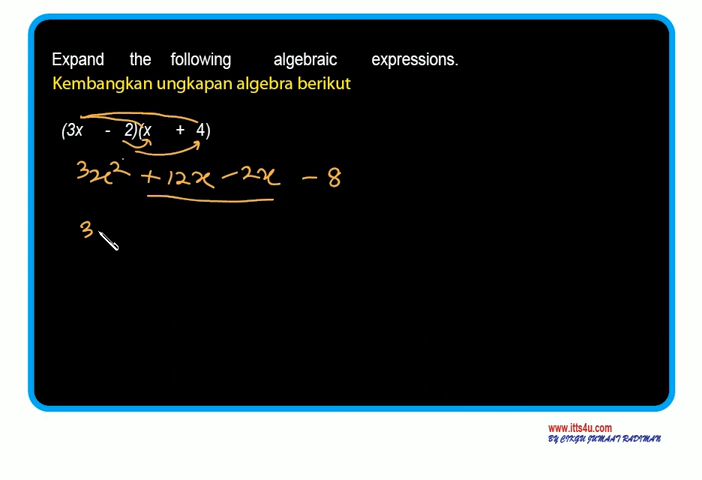 Expand the following algebraic expressions.
Kembangkan ungkapan algebra berikut
(3x - 2)(x + 4)
3x² + 12x - 2x - 8
3
www.itts4u.com
BY CIKGU JUMAAT RADIMAN